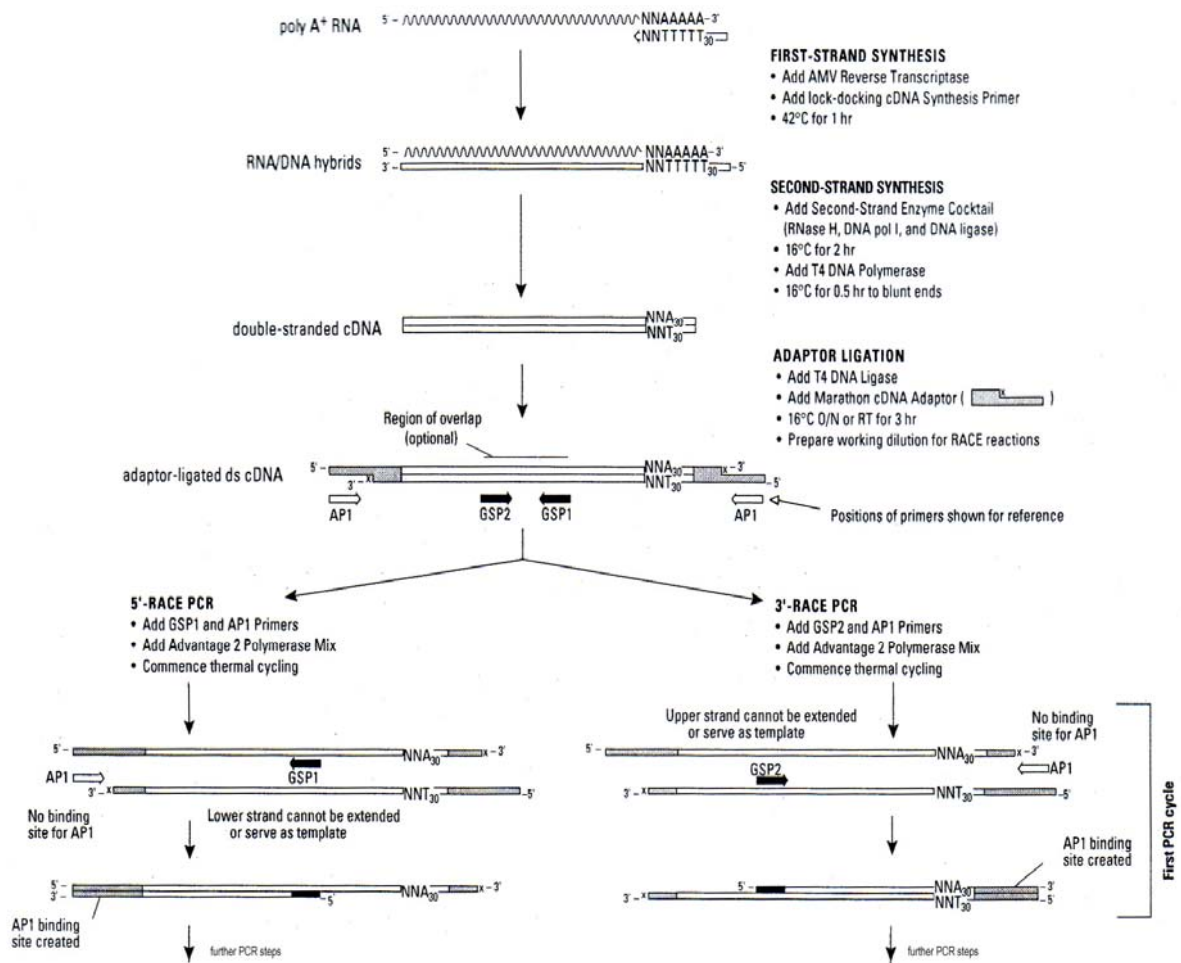 poly A+ RNA
5' – NNAAAAA–3'
<NNTTTTT30
FIRST-STRAND SYNTHESIS
• Add AMV Reverse Transcriptase
• Add lock-docking cDNA Synthesis Primer
• 42°C for 1 hr
RNA/DNA hybrids
5'– NNAAAAA–3'
3'– NNTTTTT30 –5'
SECOND-STRAND SYNTHESIS
• Add Second-Strand Enzyme Cocktail
(RNase H, DNA pol I, and DNA ligase)
• 16°C for 2 hr
• Add T4 DNA Polymerase
• 16°C for 0.5 hr to blunt ends
double-stranded cDNA
NNA30
NNT30
ADAPTOR LIGATION
• Add T4 DNA Ligase
• Add Marathon cDNA Adaptor ( x )
• 16°C O/N or RT for 3 hr
• Prepare working dilution for RACE reactions
Region of overlap
(optional)
adaptor-ligated ds cDNA
5' – NNA30 x – 3'
3' – x NNT30 – 5'
AP1 GSP2 GSP1 AP1
Positions of primers shown for reference
5'-RACE PCR
• Add GSP1 and AP1 Primers
• Add Advantage 2 Polymerase Mix
• Commence thermal cycling
3'-RACE PCR
• Add GSP2 and AP1 Primers
• Add Advantage 2 Polymerase Mix
• Commence thermal cycling
5' – NNA30 x – 3'
AP1 GSP1
3' – x NNT30 –5'
No binding
site for AP1
Lower strand cannot be extended
or serve as template
5' – NNA30 x – 3'
3' – 5'
AP1 binding
site created
further PCR steps
Upper strand cannot be extended
or serve as template
No binding
site for AP1
5' – NNA30 x – 3'
GSP2 AP1
3' – x NNT30 –5'
AP1 binding
site created
5' – NNA30 – 3'
3' – x NNT30 – 5'
further PCR steps
First PCR cycle